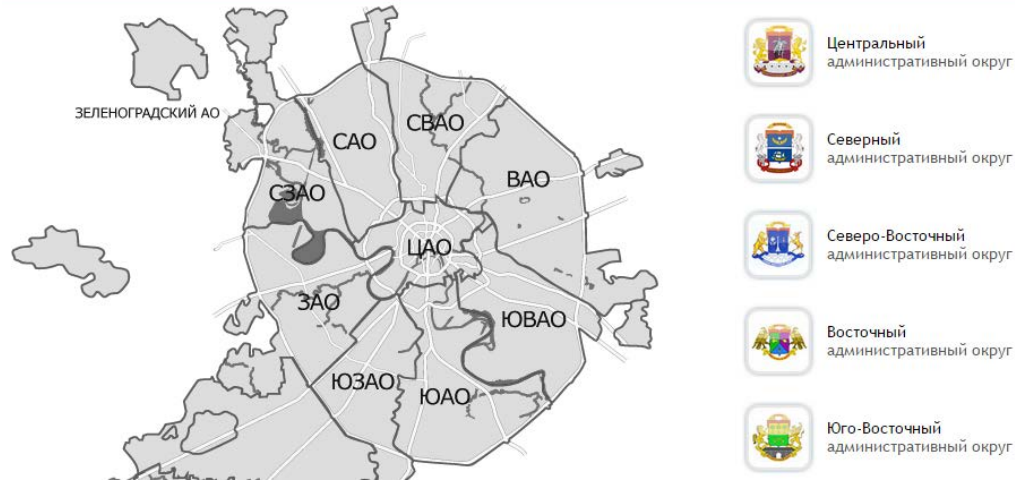 ЗЕЛЕНОГРАДСКИЙ АО
САО
СВАО
ВАО
СЗАО
ЦАО
ЗАО
ЮВАО
ЮЗАО
ЮАО
Центральный
административный округ
Северный
административный округ
Северо-Восточный
административный округ
Восточный
административный округ
Юго-Восточный
административный округ